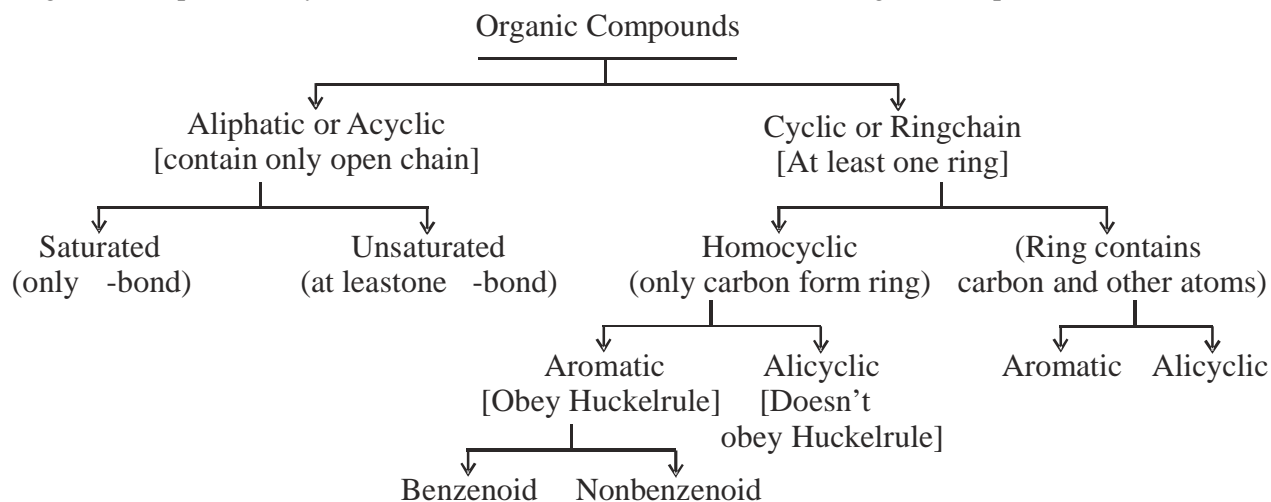 Organic Compounds
Aliphatic or Acyclic
[contain only open chain]
Cyclic or Ringchain
[At least one ring]
Saturated
(only -bond)
Unsaturated
(at leastone -bond)
Homocyclic
(only carbon form ring)
(Ring contains
carbon and other atoms)
Aromatic
[Obey Huckelrule]
Alicyclic
[Doesn't
obey Huckelrule]
Aromatic
Alicyclic
Benzenoid
Nonbenzenoid